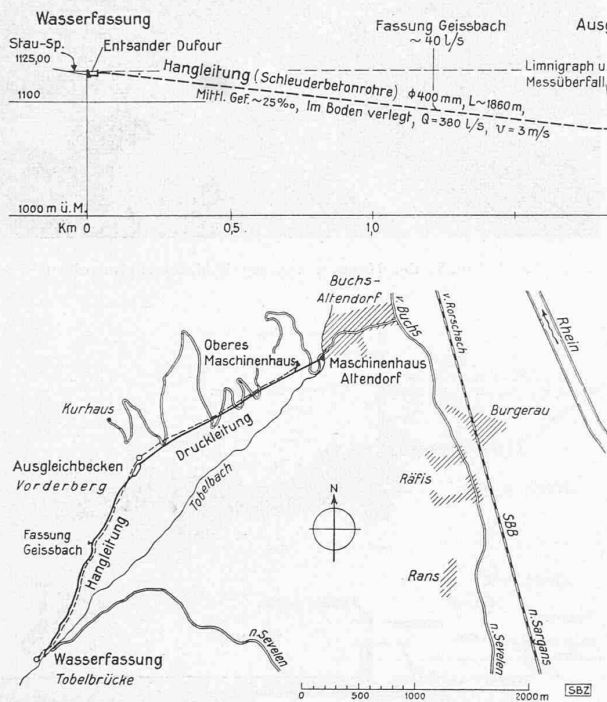 Wasserfassung
Stau-Sp.
1125,00
Entsander Dufour
Fassung Geissbach
~ 40 l/s
Ausg
Hangleitung (Schleuderbetonrohre) ϕ 400 mm, L~1860 m,
Mittl. Gef. ~ 25‰, Im Boden verlegt, Q = 380 l/s, v = 3 m/s
Limnigraph u.
Messüberfall,
1100
1000 m ü.M.
Km 0 0,5 1,0
Buchs-
Altendorf
v. Buchs
v. Rorschach
Rhein
Oberes
Maschinenhaus
Maschinenhaus
Altendorf
Kurhaus
Burgerau
Druckleitung
Ausgleichbecken
Vorderberg
Tobelbach
Räfis
N
SBB
Fassung
Geissbach
Hangleitung
Rans
n. Sevelen
n. Sevelen
n. Sargans
Wasserfassung
Tobelbrücke
0 500 1000 2000 m
SBZ